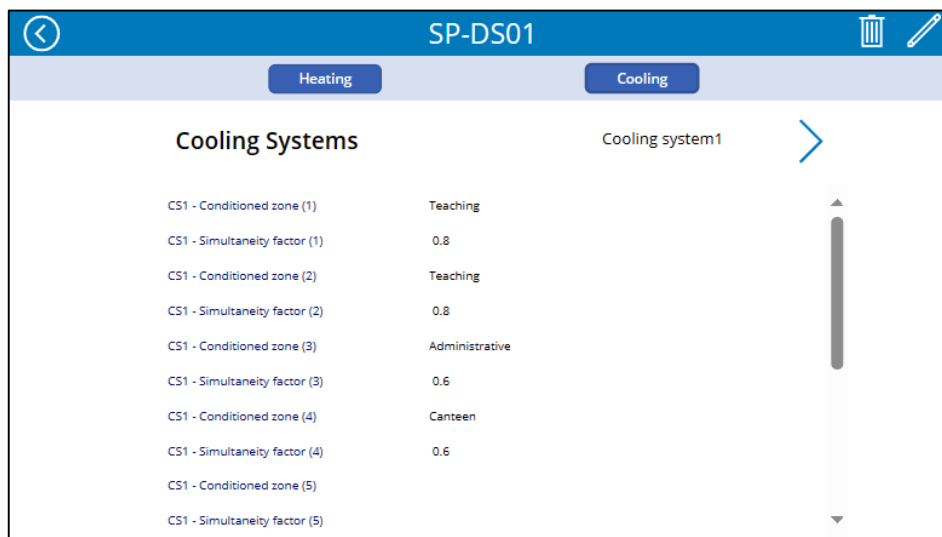 SP-DS01
Heating Cooling
Cooling Systems Cooling system1
CS1 - Conditioned zone (1) Teaching
CS1 - Simultaneity factor (1) 0.8
CS1 - Conditioned zone (2) Teaching
CS1 - Simultaneity factor (2) 0.8
CS1 - Conditioned zone (3) Administrative
CS1 - Simultaneity factor (3) 0.6
CS1 - Conditioned zone (4) Canteen
CS1 - Simultaneity factor (4) 0.6
CS1 - Conditioned zone (5)
CS1 - Simultaneity factor (5)